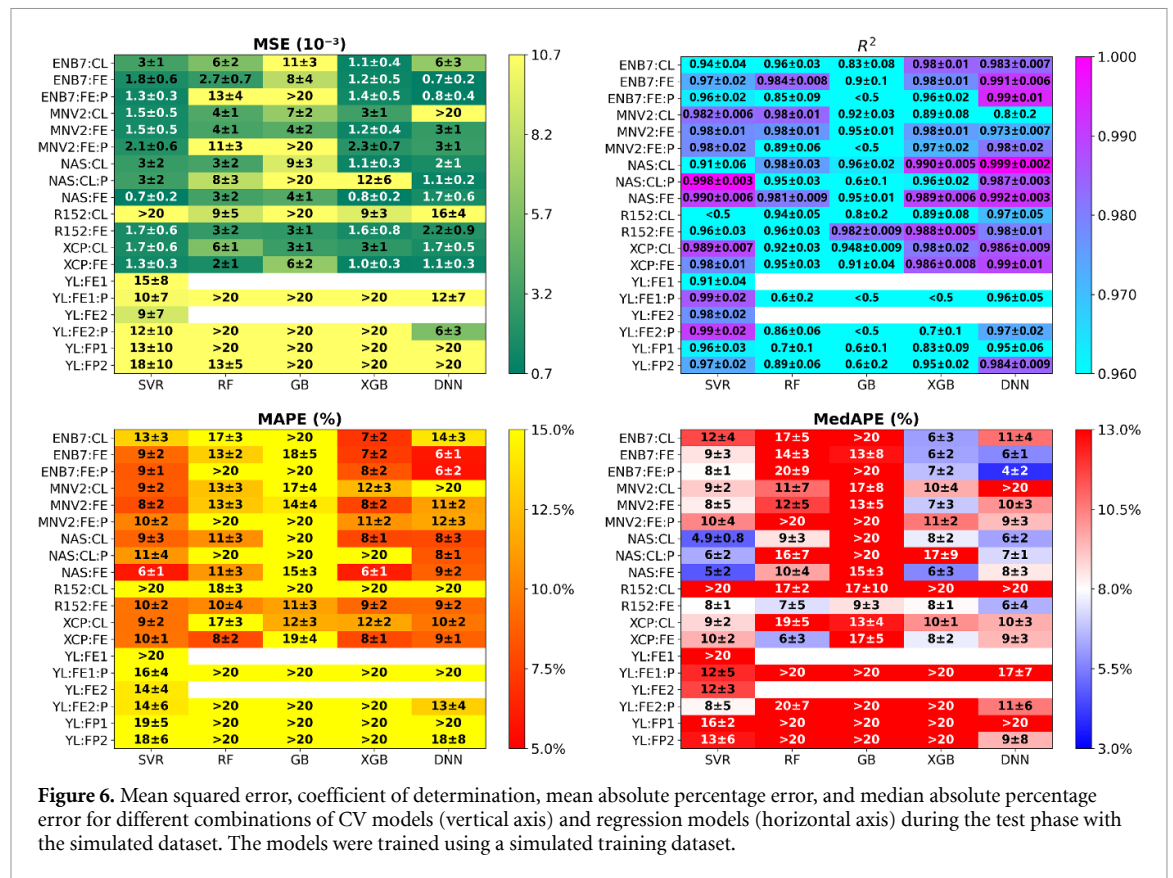 MSE (10⁻³)
ENB7:CL 3±1 6±2 11±3 1.1±0.4 6±3
ENB7:FE 1.8±0.6 2.7±0.7 8±4 1.2±0.5 0.7±0.2
ENB7:FE:P 1.3±0.3 13±4 >20 1.4±0.5 0.8±0.4
MNV2:CL 1.5±0.5 4±1 7±2 3±1 >20
MNV2:FE 1.5±0.5 4±1 4±2 1.2±0.4 3±1
MNV2:FE:P 2.1±0.6 11±3 >20 2.3±0.7 3±1
NAS:CL 3±2 3±2 9±3 1.1±0.3 2±1
NAS:CL:P 3±2 8±3 >20 12±6 1.1±0.2
NAS:FE 0.7±0.2 3±2 4±1 0.8±0.2 1.7±0.6
R152:CL >20 9±5 >20 9±3 16±4
R152:FE 1.7±0.6 3±2 3±1 1.6±0.8 2.2±0.9
XCP:CL 1.7±0.6 6±1 3±1 3±1 1.7±0.5
XCP:FE 1.3±0.3 2±1 6±2 1.0±0.3 1.1±0.3
YL:FE1 15±8
YL:FE1:P 10±7 >20 >20 >20 12±7
YL:FE2 9±7
YL:FE2:P 12±10 >20 >20 >20 6±3
YL:FP1 13±10 >20 >20 >20 >20
YL:FP2 18±10 13±5 >20 >20 >20
SVR RF GB XGB DNN
10.7
8.2
5.7
3.2
0.7
R²
ENB7:CL 0.94±0.04 0.96±0.03 0.83±0.08 0.98±0.01 0.983±0.007
ENB7:FE 0.97±0.02 0.984±0.008 0.9±0.1 0.98±0.01 0.991±0.006
ENB7:FE:P 0.96±0.02 0.85±0.09 <0.5 0.96±0.02 0.99±0.01
MNV2:CL 0.982±0.006 0.98±0.01 0.92±0.03 0.89±0.08 0.8±0.2
MNV2:FE 0.98±0.01 0.98±0.01 0.95±0.01 0.98±0.01 0.973±0.007
MNV2:FE:P 0.98±0.02 0.89±0.06 <0.5 0.97±0.02 0.98±0.02
NAS:CL 0.91±0.06 0.98±0.03 0.96±0.02 0.990±0.005 0.999±0.002
NAS:CL:P 0.998±0.003 0.95±0.03 0.6±0.1 0.96±0.02 0.987±0.003
NAS:FE 0.990±0.006 0.981±0.009 0.95±0.01 0.989±0.006 0.992±0.003
R152:CL <0.5 0.94±0.05 0.8±0.2 0.89±0.08 0.97±0.05
R152:FE 0.96±0.03 0.96±0.03 0.982±0.009 0.988±0.005 0.98±0.01
XCP:CL 0.989±0.007 0.92±0.03 0.948±0.009 0.98±0.02 0.986±0.009
XCP:FE 0.98±0.01 0.95±0.03 0.91±0.04 0.986±0.008 0.99±0.01
YL:FE1 0.91±0.04
YL:FE1:P 0.99±0.02 0.6±0.2 <0.5 <0.5 0.96±0.05
YL:FE2 0.98±0.02
YL:FE2:P 0.99±0.02 0.86±0.06 <0.5 0.7±0.1 0.97±0.02
YL:FP1 0.96±0.03 0.7±0.1 0.6±0.1 0.83±0.09 0.95±0.06
YL:FP2 0.97±0.02 0.89±0.06 0.6±0.2 0.95±0.02 0.984±0.009
SVR RF GB XGB DNN
1.000
0.990
0.980
0.970
0.960
MAPE (%)
ENB7:CL 13±3 17±3 >20 7±2 14±3
ENB7:FE 9±2 13±2 18±5 7±2 6±1
ENB7:FE:P 9±1 >20 >20 8±2 6±2
MNV2:CL 9±2 13±3 17±4 12±3 >20
MNV2:FE 8±2 13±3 14±4 8±2 11±2
MNV2:FE:P 10±2 >20 >20 11±2 12±3
NAS:CL 9±3 11±3 >20 8±1 8±3
NAS:CL:P 11±4 >20 >20 >20 8±1
NAS:FE 6±1 11±3 15±3 6±1 9±2
R152:CL >20 18±3 >20 >20 >20
R152:FE 10±2 10±4 11±3 9±2 9±2
XCP:CL 9±2 17±3 12±3 12±2 10±2
XCP:FE 10±1 8±2 19±4 8±1 9±1
YL:FE1 >20
YL:FE1:P 16±4 >20 >20 >20 >20
YL:FE2 14±4
YL:FE2:P 14±6 >20 >20 >20 13±4
YL:FP1 19±5 >20 >20 >20 >20
YL:FP2 18±6 >20 >20 >20 18±8
SVR RF GB XGB DNN
15.0%
12.5%
10.0%
7.5%
5.0%
MedAPE (%)
ENB7:CL 12±4 17±5 >20 6±3 11±4
ENB7:FE 9±3 14±3 13±8 6±2 6±1
ENB7:FE:P 8±1 20±9 >20 7±2 4±2
MNV2:CL 9±2 11±7 17±8 10±4 >20
MNV2:FE 8±5 12±5 13±5 7±3 10±3
MNV2:FE:P 10±4 >20 >20 11±2 9±3
NAS:CL 4.9±0.8 9±3 >20 8±2 6±2
NAS:CL:P 6±2 16±7 >20 17±9 7±1
NAS:FE 5±2 10±4 15±3 6±3 8±3
R152:CL >20 17±2 17±10 >20 >20
R152:FE 8±1 7±5 9±3 8±1 6±4
XCP:CL 9±2 19±5 13±4 10±3 10±3
XCP:FE 10±2 6±3 17±5 8±2 9±3
YL:FE1 >20
YL:FE1:P 12±5 >20 >20 >20 17±7
YL:FE2 12±3
YL:FE2:P 8±5 20±7 >20 >20 11±6
YL:FP1 16±2 >20 >20 >20 >20
YL:FP2 13±6 >20 >20 >20 9±8
SVR RF GB XGB DNN
13.0%
10.5%
8.0%
5.5%
3.0%
Figure 6. Mean squared error, coefficient of determination, mean absolute percentage error, and median absolute percentage
error for different combinations of CV models (vertical axis) and regression models (horizontal axis) during the test phase with
the simulated dataset. The models were trained using a simulated training dataset.